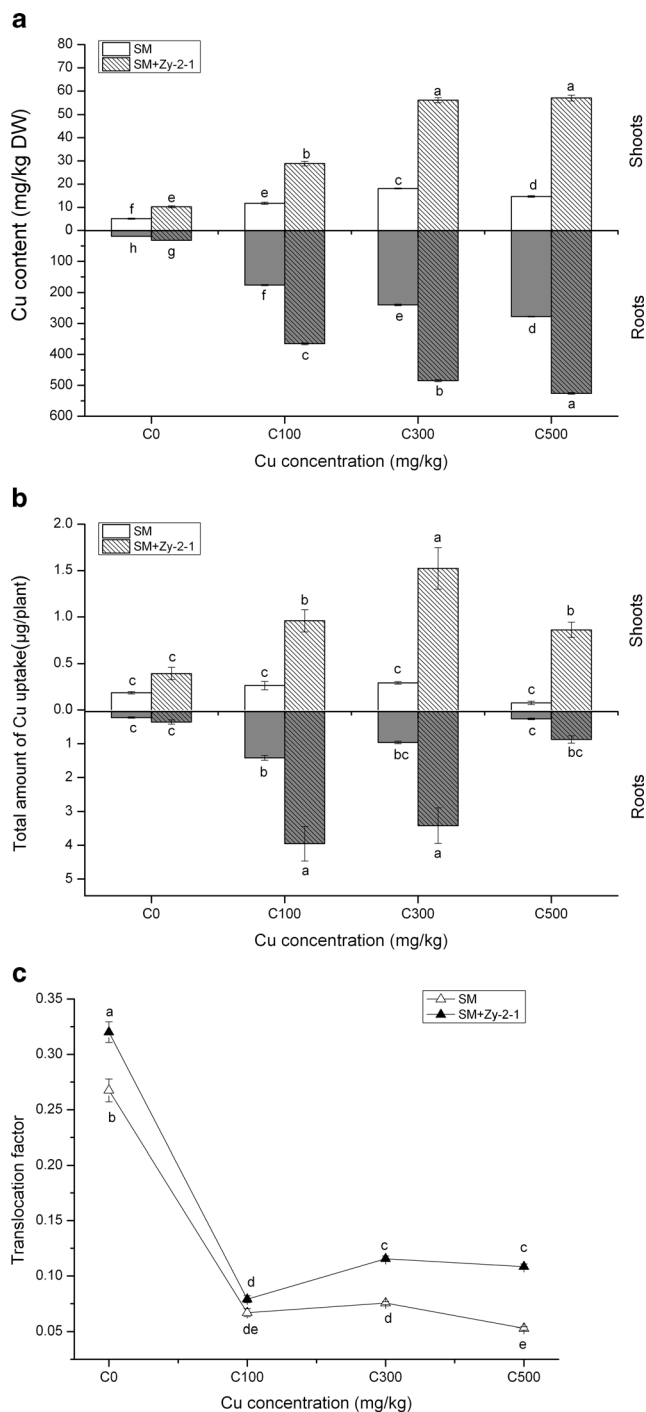 a
SM
SM+Zy-2-1
Cu content (mg/kg DW)
80
70
60
50
40
30
20
10
0
100
200
300
400
500
600
f
e
e
b
c
a
d
a
h
g
f
c
e
b
d
a
Shoots
Roots
C0
C100
C300
C500
Cu concentration (mg/kg)
b
SM
SM+Zy-2-1
Total amount of Cu uptake(μg/plant)
2.0
1.5
1.0
0.5
0.0
1
2
3
4
5
c
c
c
b
c
a
c
b
c
c
b
a
bc
a
c
bc
Shoots
Roots
C0
C100
C300
C500
Cu concentration (mg/kg)
c
SM
SM+Zy-2-1
Translocation factor
0.35
0.30
0.25
0.20
0.15
0.10
0.05
a
b
d
de
c
d
c
e
C0
C100
C300
C500
Cu concentration (mg/kg)